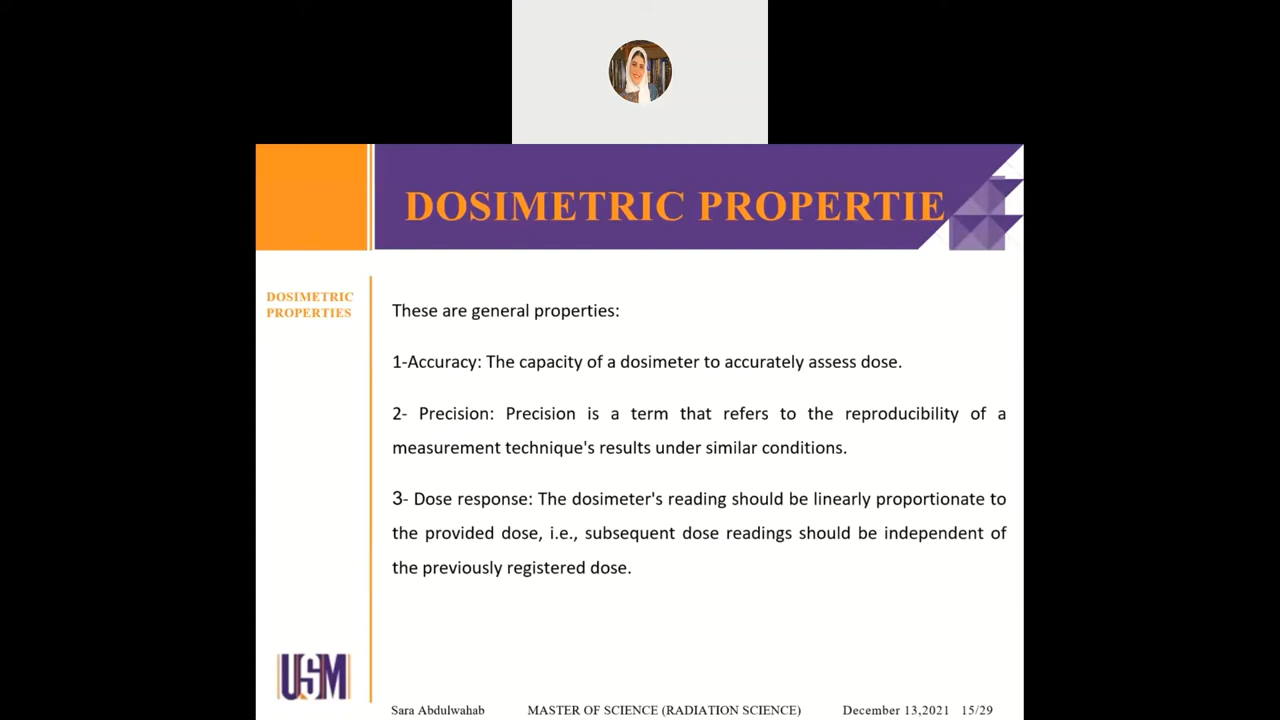 DOSIMETRIC PROPERTIE
DOSIMETRIC
PROPERTIES
These are general properties:
1-Accuracy: The capacity of a dosimeter to accurately assess dose.
2- Precision: Precision is a term that refers to the reproducibility of a
measurement technique's results under similar conditions.
3- Dose response: The dosimeter's reading should be linearly proportionate to
the provided dose, i.e., subsequent dose readings should be independent of
the previously registered dose.
USM
Sara Abdulwahab MASTER OF SCIENCE (RADIATION SCIENCE) December 13,2021 15/29